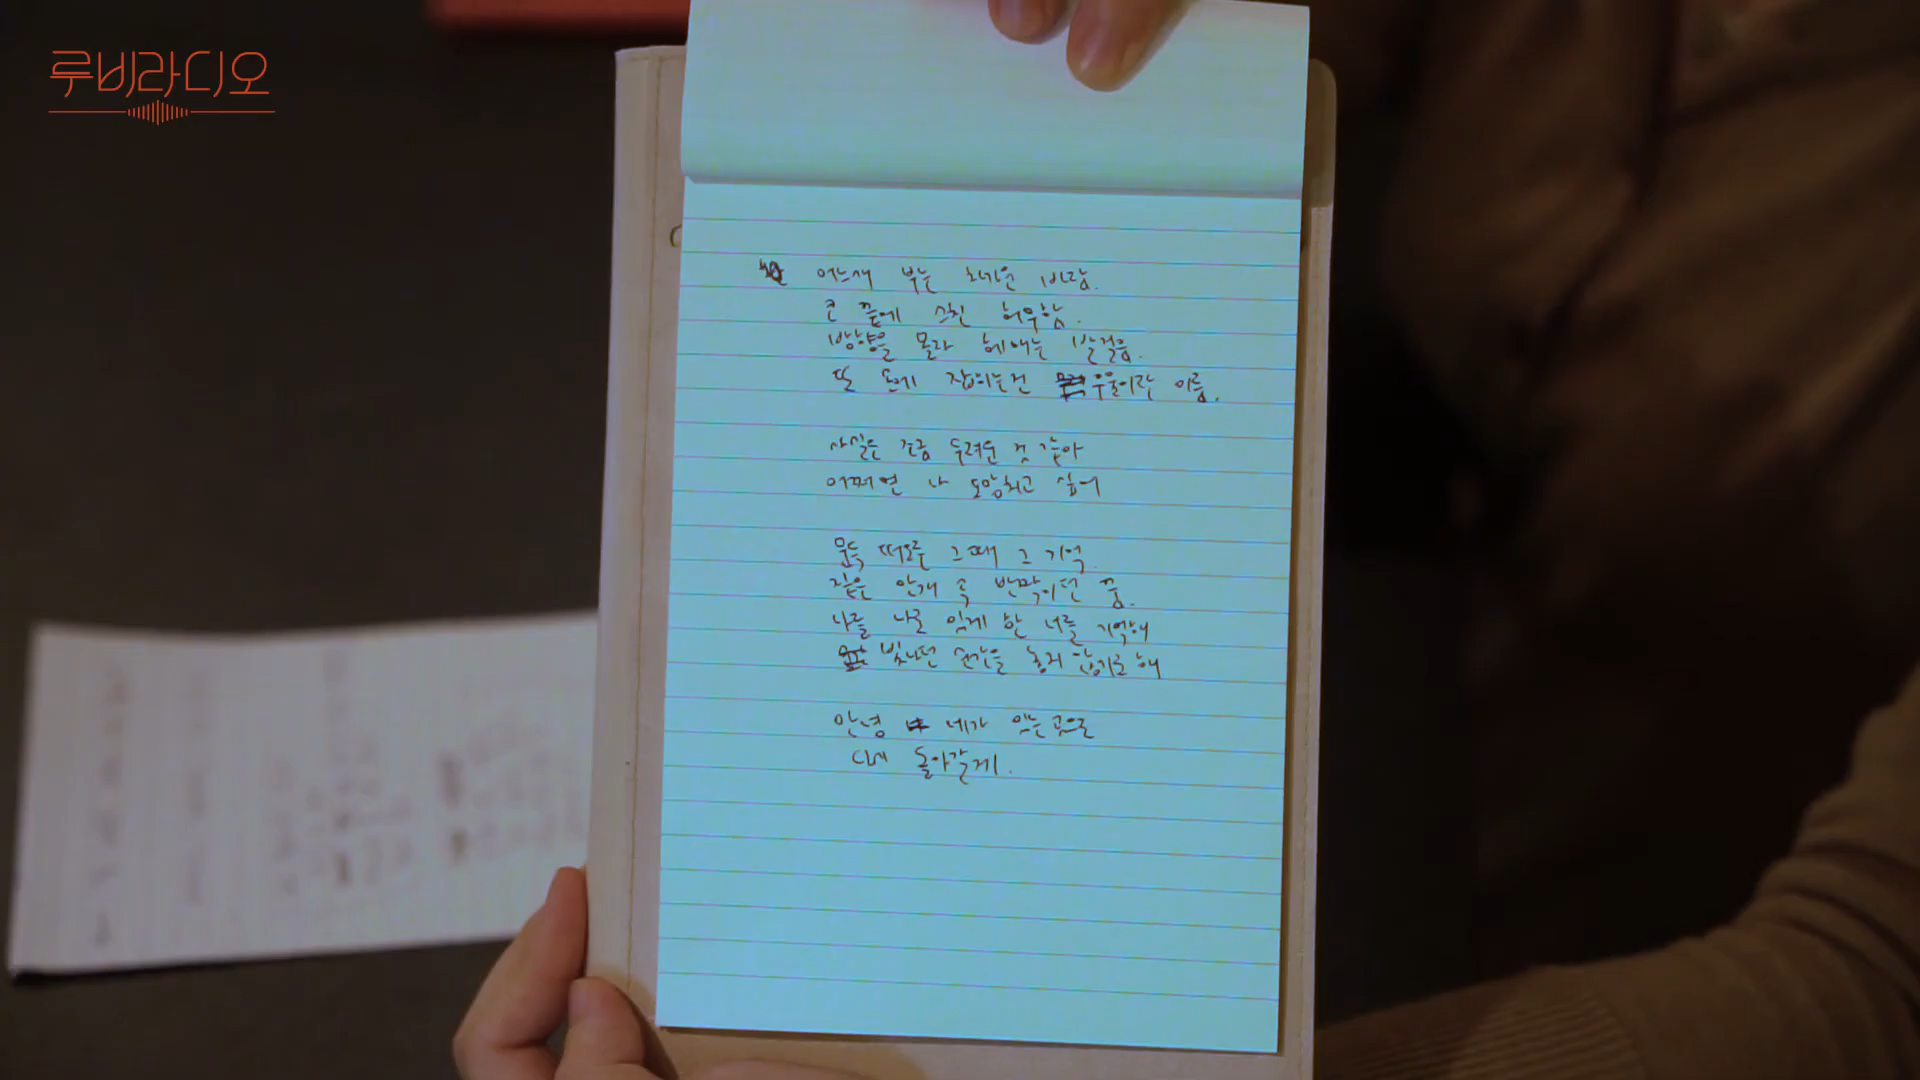 루비라디오
어느새 부는 차가운 바람.
코 끝에 스친 허무함.
방향을 몰라 헤매는 발걸음.
또 손에 잡히는건 우울이란 이름.
사실은 조금 두려운 것 같아
어쩌면 나 도망치고 싶어
문득 떠오른 그때 그 기억.
짙은 안개 속 반짝이던 꿈.
나를 나로 있게 한 너를 기억해
빛나던 순간을 놓지 않기로 해
안녕 네가 있는 곳으로
다시 돌아갈게.